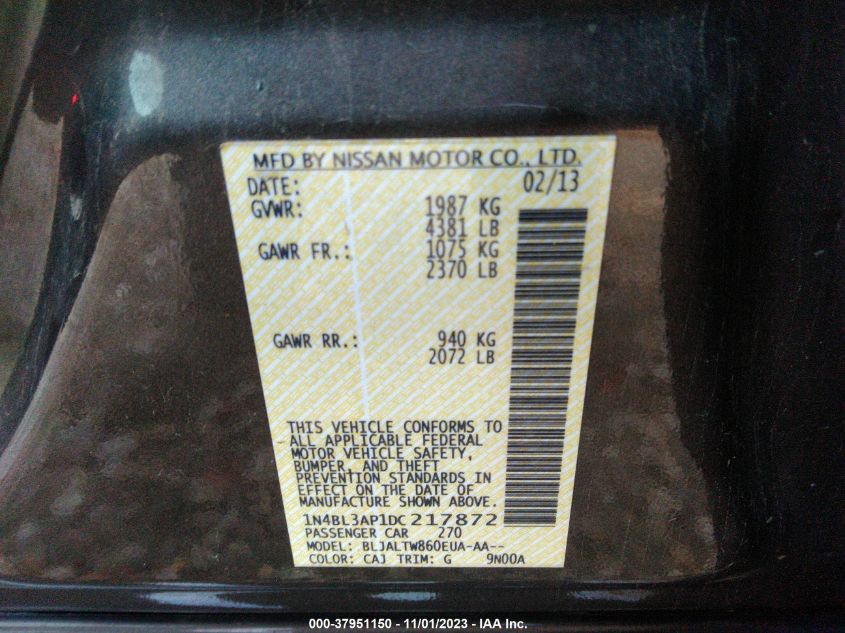 MFD BY NISSAN MOTOR CO., LTD.
DATE: 02/13
GVWR: 1987 KG
4381 LB
GAWR FR.: 1075 KG
2370 LB
GAWR RR.: 940 KG
2072 LB
THIS VEHICLE CONFORMS TO
ALL APPLICABLE FEDERAL
MOTOR VEHICLE SAFETY,
BUMPER, AND THEFT
PREVENTION STANDARDS IN
EFFECT ON THE DATE OF
MANUFACTURE SHOWN ABOVE.
1N4BL3AP1DC217872
PASSENGER CAR 270
MODEL: BLJALTW860EUA-AA--
COLOR: CAJ TRIM: G 9N00A
000-37951150 - 11/01/2023 - IAA Inc.